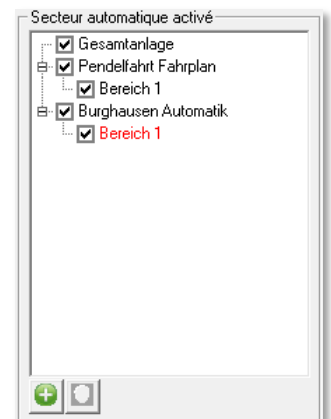 Secteur automatique activé
Gesamtanlage
Pendelfahrt Fahrplan
Bereich 1
Burghausen Automatik
Bereich 1